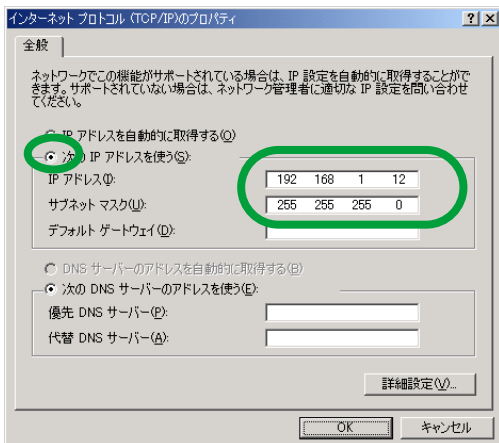 インターネット プロトコル (TCP/IP)のプロパティ
全般
ネットワークでこの機能がサポートされている場合は、IP 設定を自動的に取得することがで
きます。サポートされていない場合は、ネットワーク管理者に適切な IP 設定を問い合わせ
てください。
IP アドレスを自動的に取得する(O)
次の IP アドレスを使う(S):
IP アドレス(I):
192 168 1 12
サブネット マスク(U):
255 255 255 0
デフォルト ゲートウェイ(D):
DNS サーバーのアドレスを自動的に取得する(B)
次の DNS サーバーのアドレスを使う(E):
優先 DNS サーバー(P):
代替 DNS サーバー(A):
詳細設定(V)...
OK
キャンセル